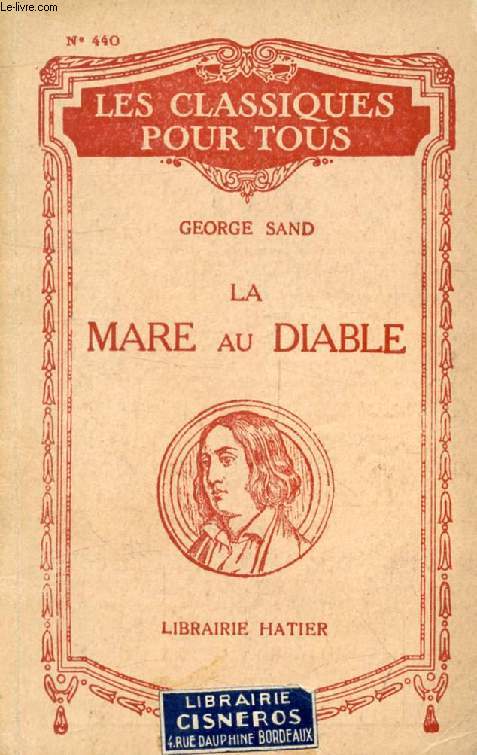 Le-livre.com
N° 440
LES CLASSIQUES
POUR TOUS
GEORGE SAND
LA
MARE AU DIABLE
LIBRAIRIE HATIER
LIBRAIRIE
CISNEROS
4.RUE DAUPHINE BORDEAUX